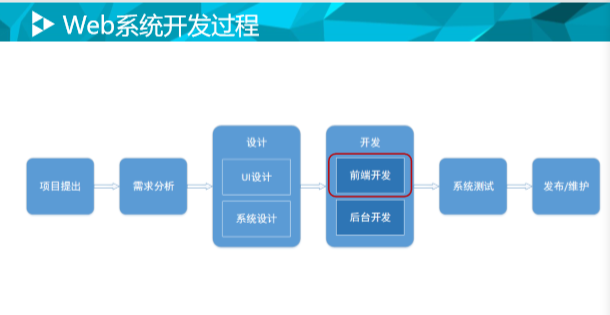 Web系统开发过程
项目提出
需求分析
设计
UI设计
系统设计
开发
前端开发
后台开发
系统测试
发布/维护